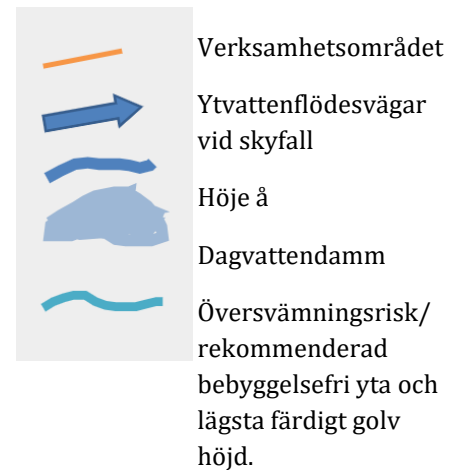 Verksamhetsområdet
Ytvattenflödesvägar
vid skyfall
Höje å
Dagvattendamm
Översvämningsrisk/
rekommenderad
bebyggelsefri yta och
lägsta färdigt golv
höjd.